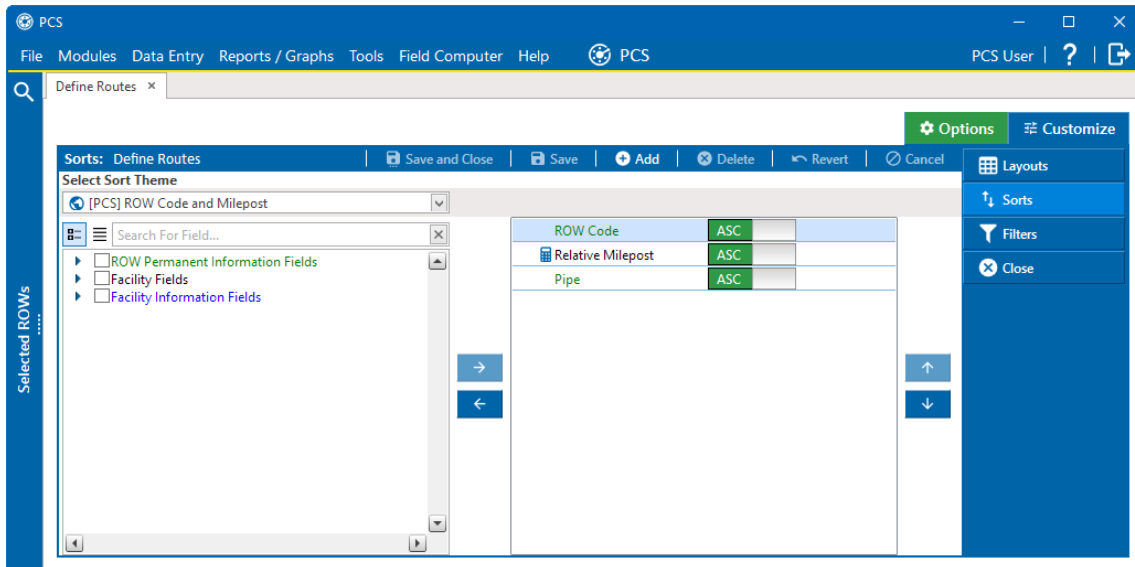 PCS
File Modules Data Entry Reports / Graphs Tools Field Computer Help PCS PCS User | ? |
Define Routes ×
Options Customize
Sorts: Define Routes | Save and Close | Save | Add | Delete | Revert | Cancel
Layouts
Select Sort Theme
[PCS] ROW Code and Milepost
Sorts
Search For Field...
ROW Code ASC
Filters
ROW Permanent Information Fields
Relative Milepost ASC
Facility Fields
Pipe ASC
Close
Facility Information Fields
Selected ROWs